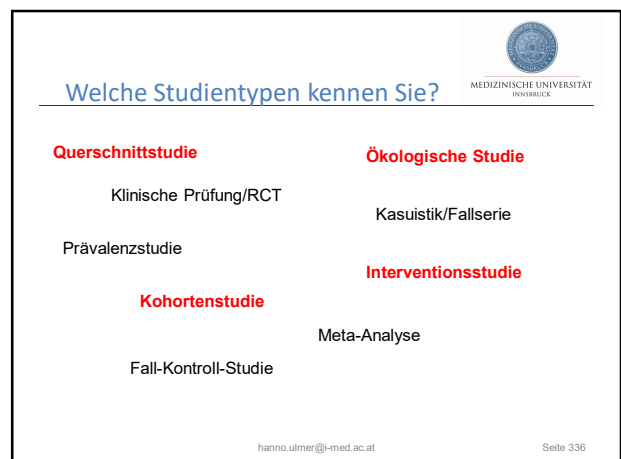 Welche Studientypen kennen Sie?
MEDIZINISCHE UNIVERSITÄT
INNSBRUCK
Querschnittstudie
Ökologische Studie
Klinische Prüfung/RCT
Kasuistik/Fallserie
Prävalenzstudie
Interventionsstudie
Kohortenstudie
Meta-Analyse
Fall-Kontroll-Studie
hanno.ulmer@i-med.ac.at
Seite 336